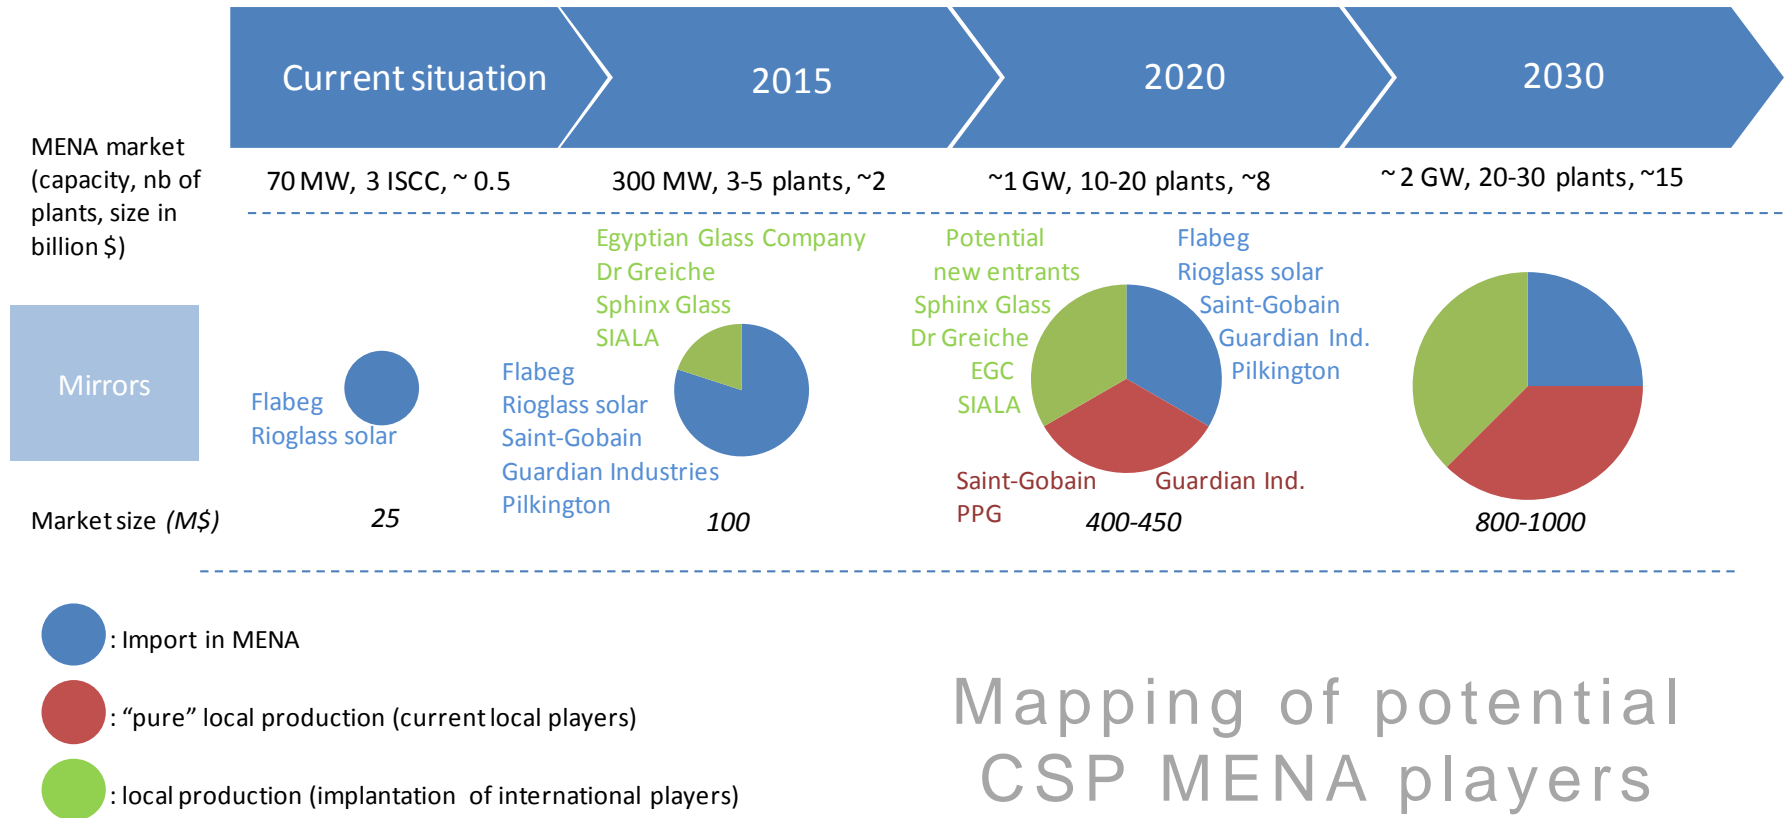 Current situation
2015
2020
2030
MENA market
(capacity, nb of
plants, size in
billion $)
70 MW, 3 ISCC, ~ 0.5
300 MW, 3-5 plants, ~2
~1 GW, 10-20 plants, ~8
~ 2 GW, 20-30 plants, ~15
Mirrors
Flabeg
Rioglass solar
Egyptian Glass Company
Dr Greiche
Sphinx Glass
SIALA
Flabeg
Rioglass solar
Saint-Gobain
Guardian Industries
Pilkington
Potential
new entrants
Sphinx Glass
Dr Greiche
EGC
SIALA
Flabeg
Rioglass solar
Saint-Gobain
Guardian Ind.
Pilkington
Saint-Gobain
PPG
Guardian Ind.
Market size (M$)
25
100
400-450
800-1000
: Import in MENA
: “pure” local production (current local players)
: local production (implantation of international players)
Mapping of potential
CSP MENA players